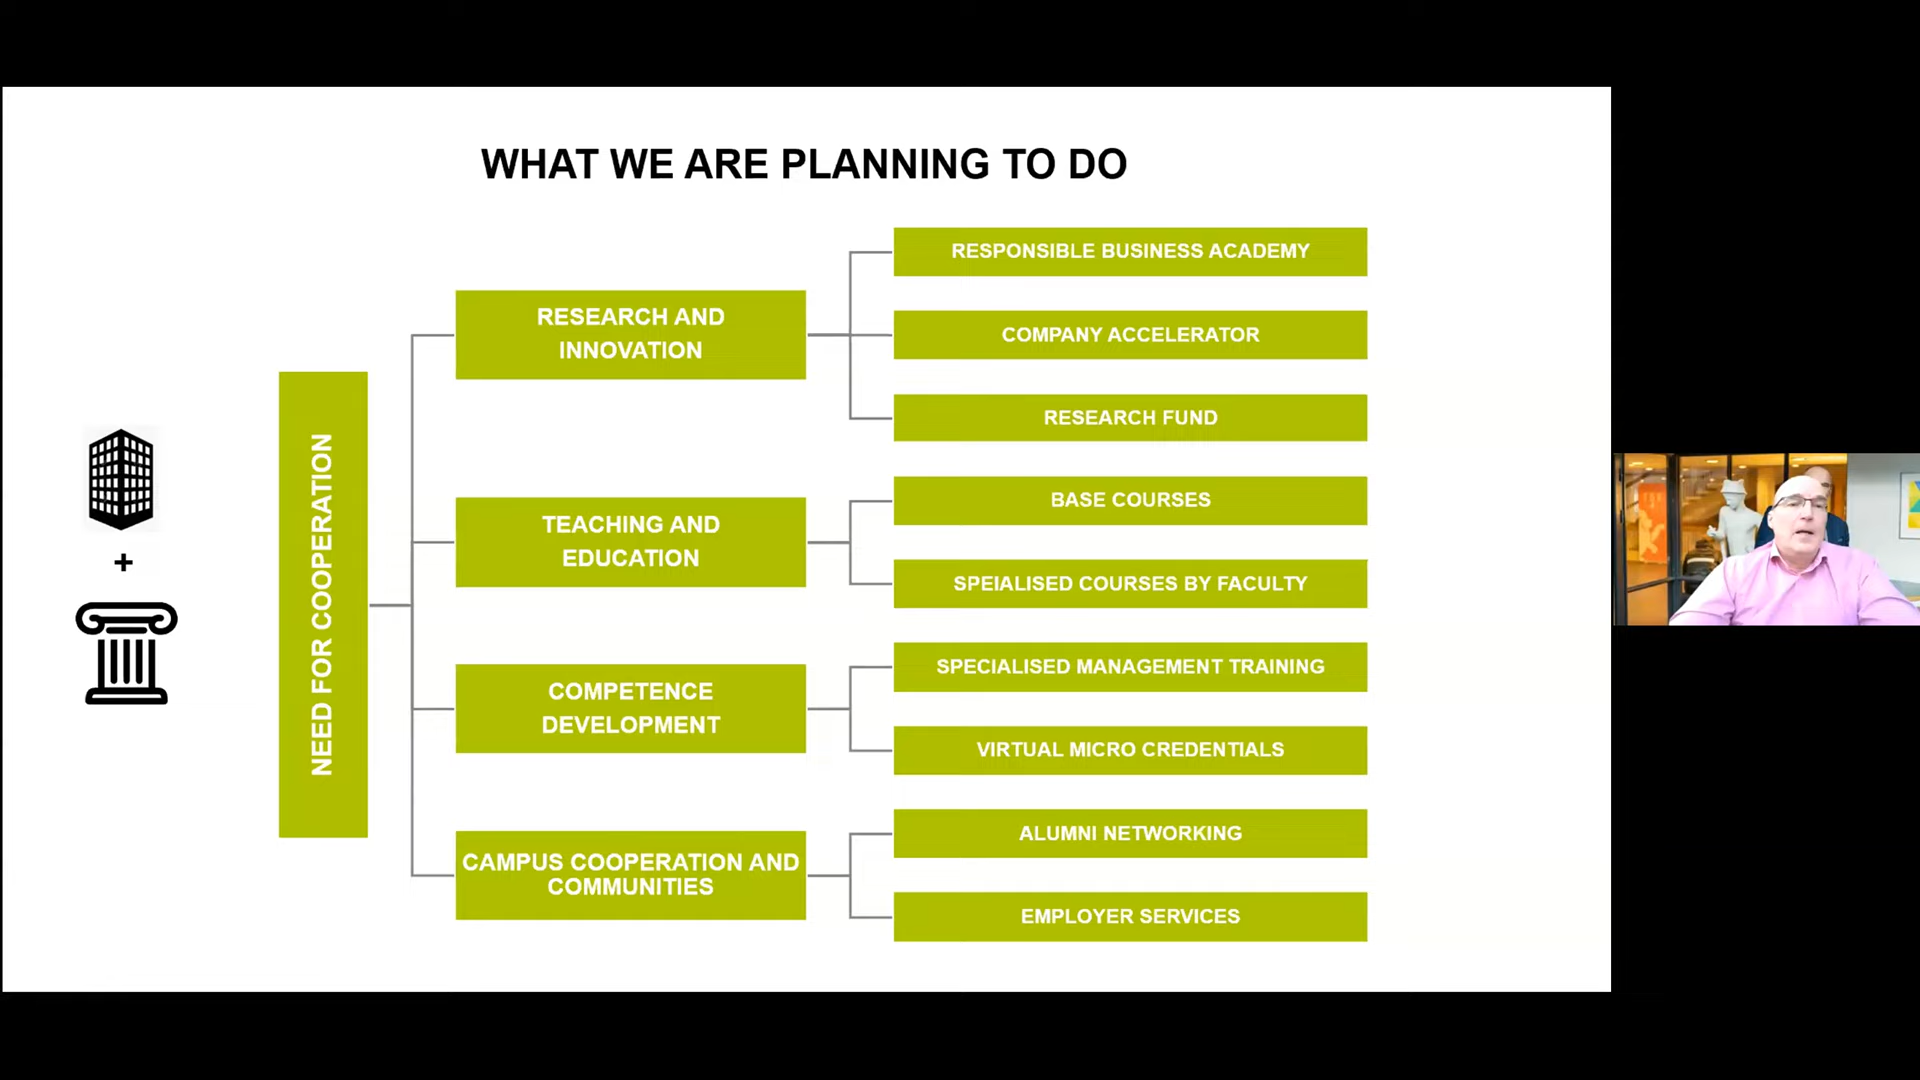 WHAT WE ARE PLANNING TO DO
+
NEED FOR COOPERATION
RESEARCH AND
INNOVATION
RESPONSIBLE BUSINESS ACADEMY
COMPANY ACCELERATOR
RESEARCH FUND
TEACHING AND
EDUCATION
BASE COURSES
SPEIALISED COURSES BY FACULTY
COMPETENCE
DEVELOPMENT
SPECIALISED MANAGEMENT TRAINING
VIRTUAL MICRO CREDENTIALS
CAMPUS COOPERATION AND
COMMUNITIES
ALUMNI NETWORKING
EMPLOYER SERVICES